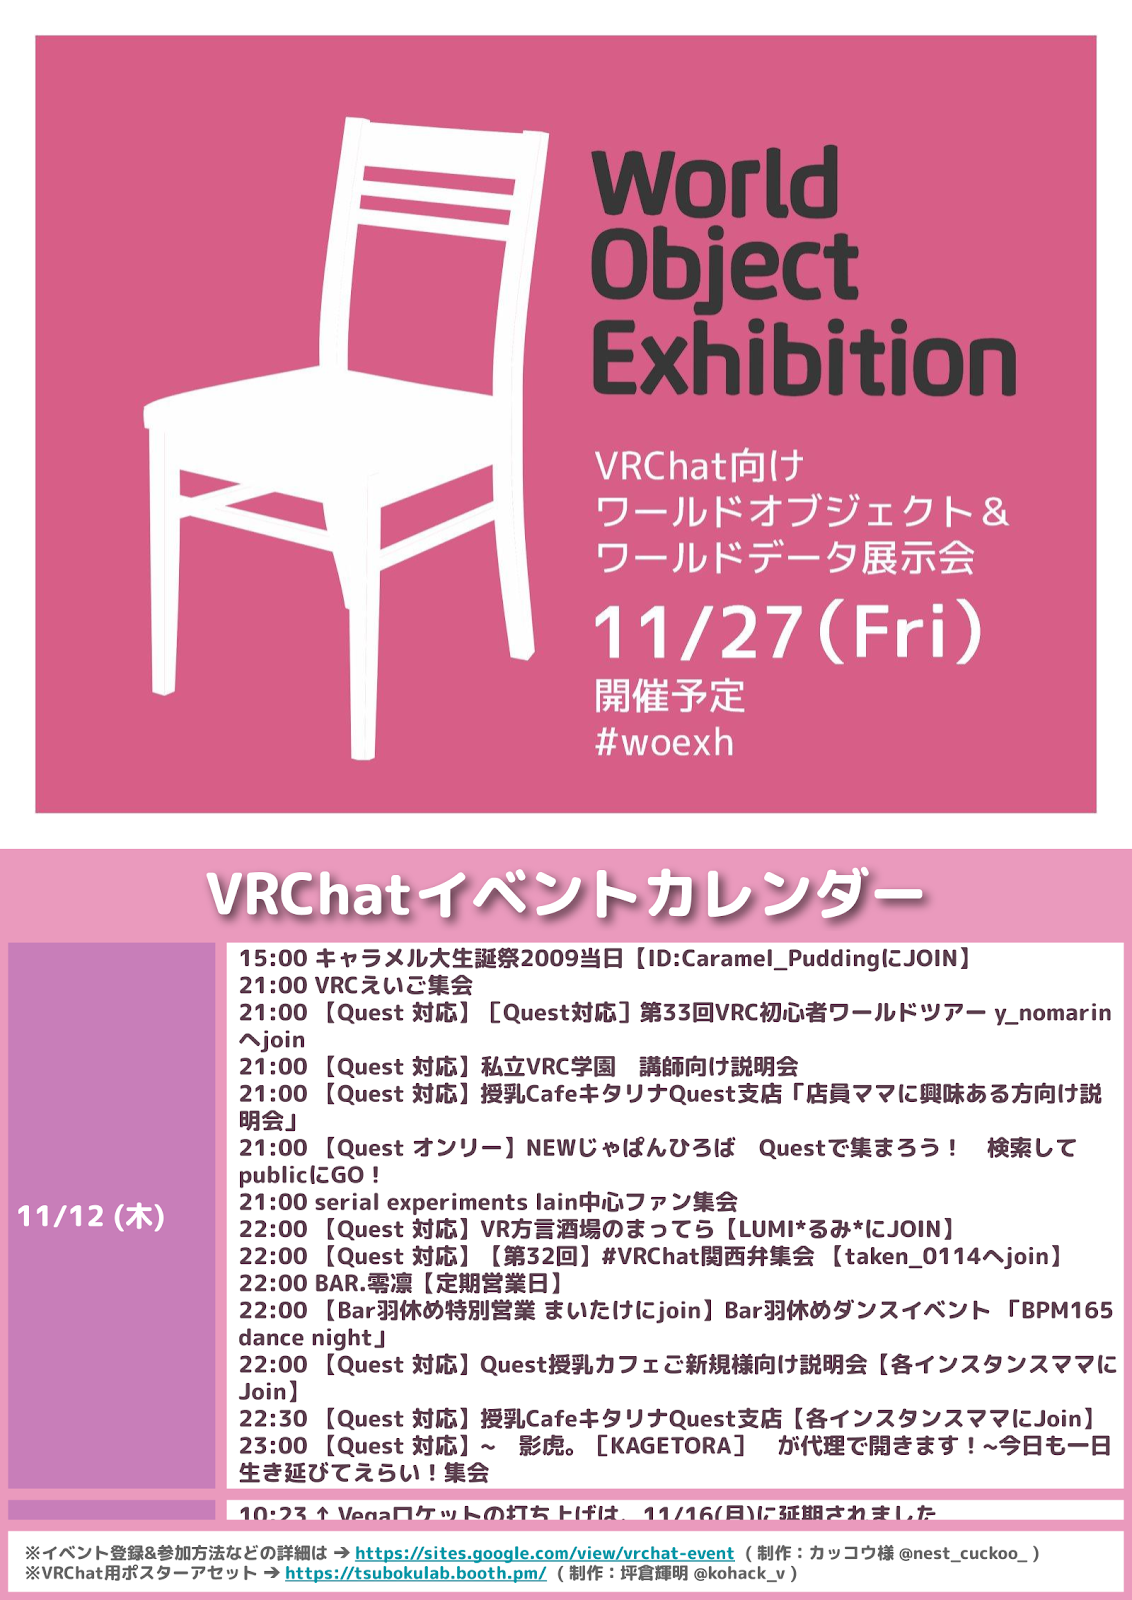 World
Object
Exhibition
VRChat向け
ワールドオブジェクト＆
ワールドデータ展示会
11/27(Fri)
開催予定
#woexh
VRChatイベントカレンダー
11/12 (木)
15:00 キャラメル大生誕祭2009当日【ID:Caramel_PuddingにJOIN】
21:00 VRCえいご集会
21:00 【Quest 対応】［Quest対応］第33回VRC初心者ワールドツアー y_nomarin
へjoin
21:00 【Quest 対応】私立VRC学園　講師向け説明会
21:00 【Quest 対応】授乳CafeキタリナQuest支店「店員ママに興味ある方向け説
明会」
21:00 【Quest オンリー】NEWじゃぱんひろば　Questで集まろう！　検索して
publicにGO！
21:00 serial experiments lain中心ファン集会
22:00 【Quest 対応】VR方言酒場のまってら【LUMI*るみ*にJOIN】
22:00 【Quest 対応】【第32回】#VRChat関西弁集会 【taken_0114へjoin】
22:00 BAR.零凛【定期営業日】
22:00 【Bar羽休め特別営業 まいたけにjoin】Bar羽休めダンスイベント 「BPM165
dance night」
22:00 【Quest 対応】Quest授乳カフェご新規様向け説明会【各インスタンスママに
Join】
22:30 【Quest 対応】授乳CafeキタリナQuest支店【各インスタンスママにJoin】
23:00 【Quest 対応】~　影虎。［KAGETORA］　が代理で開きます！~今日も一日
生き延びてえらい！集会
10:23 ↑ Vegaロケットの打ち上げは、11/16(月)に延期されました
※イベント登録&参加方法などの詳細は ➔ https://sites.google.com/view/vrchat-event ( 制作：カッコウ様 @nest_cuckoo_ )
※VRChat用ポスターアセット ➔ https://tsubokulab.booth.pm/ ( 制作：坪倉輝明 @kohack_v )